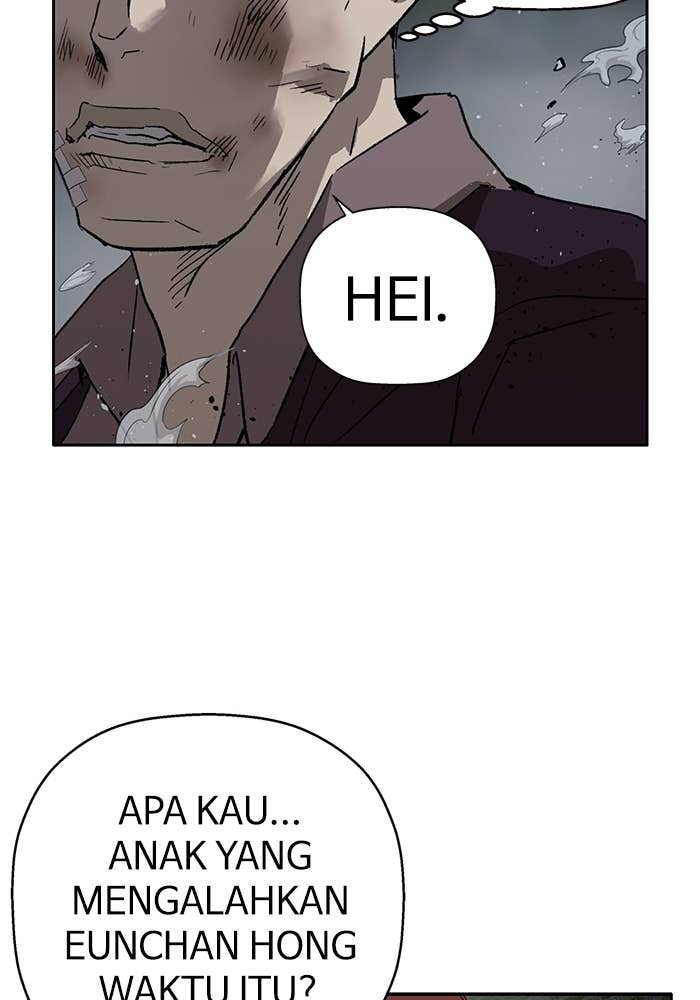 HEI.
APA KAU...
ANAK YANG
MENGALAHKAN
EUNCHAN HONG
WAKTU ITU?